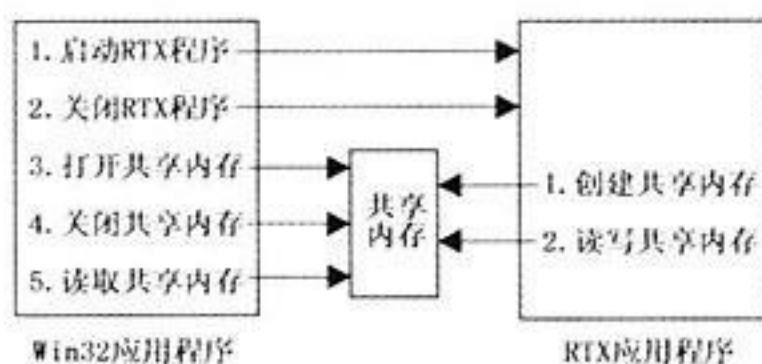 1.启动RTX程序
2.关闭RTX程序
3.打开共享内存
4.关闭共享内存
5.读取共享内存
共享
内存
1.创建共享内存
2.读写共享内存
Win32应用程序
RTX应用程序